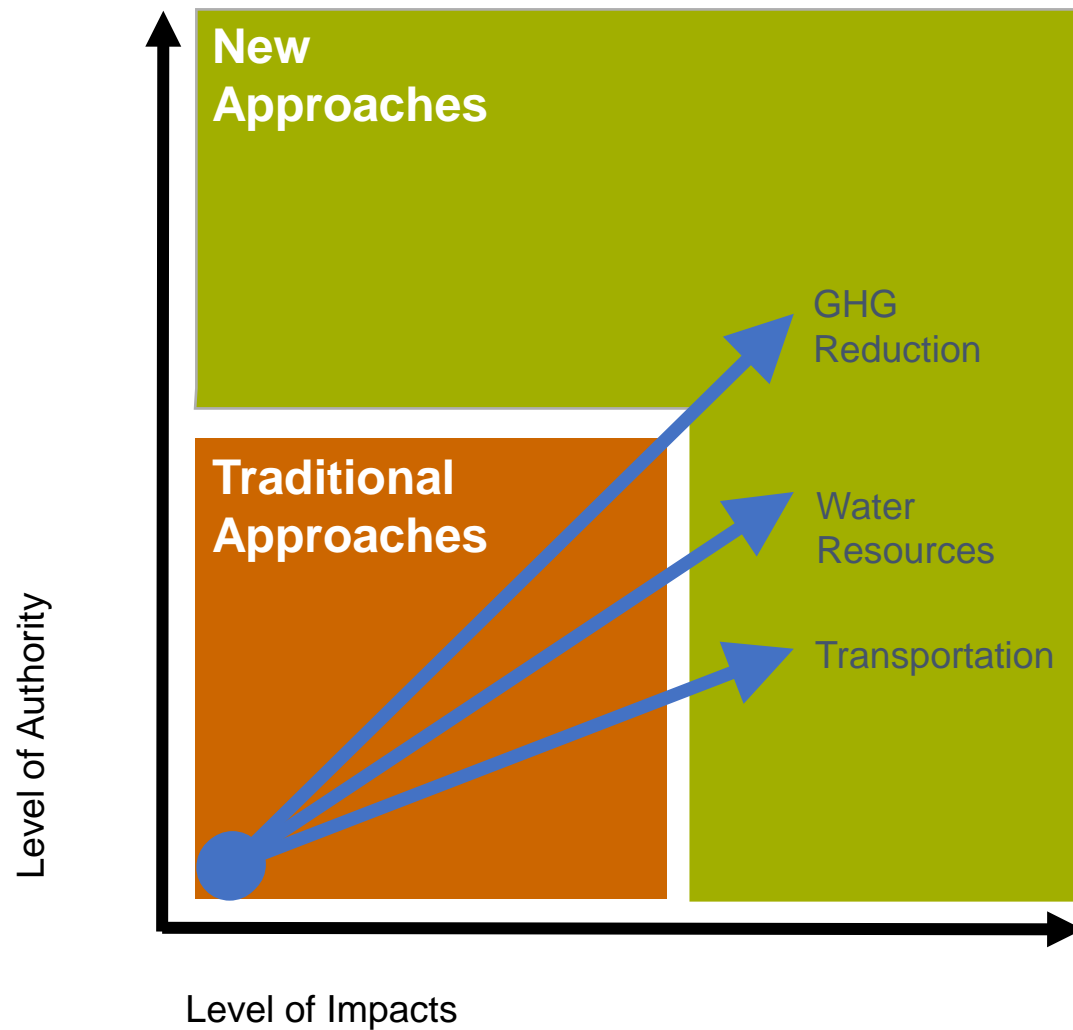 New
Approaches
GHG
Reduction
Traditional
Approaches
Water
Resources
Transportation
Level of Authority
Level of Impacts